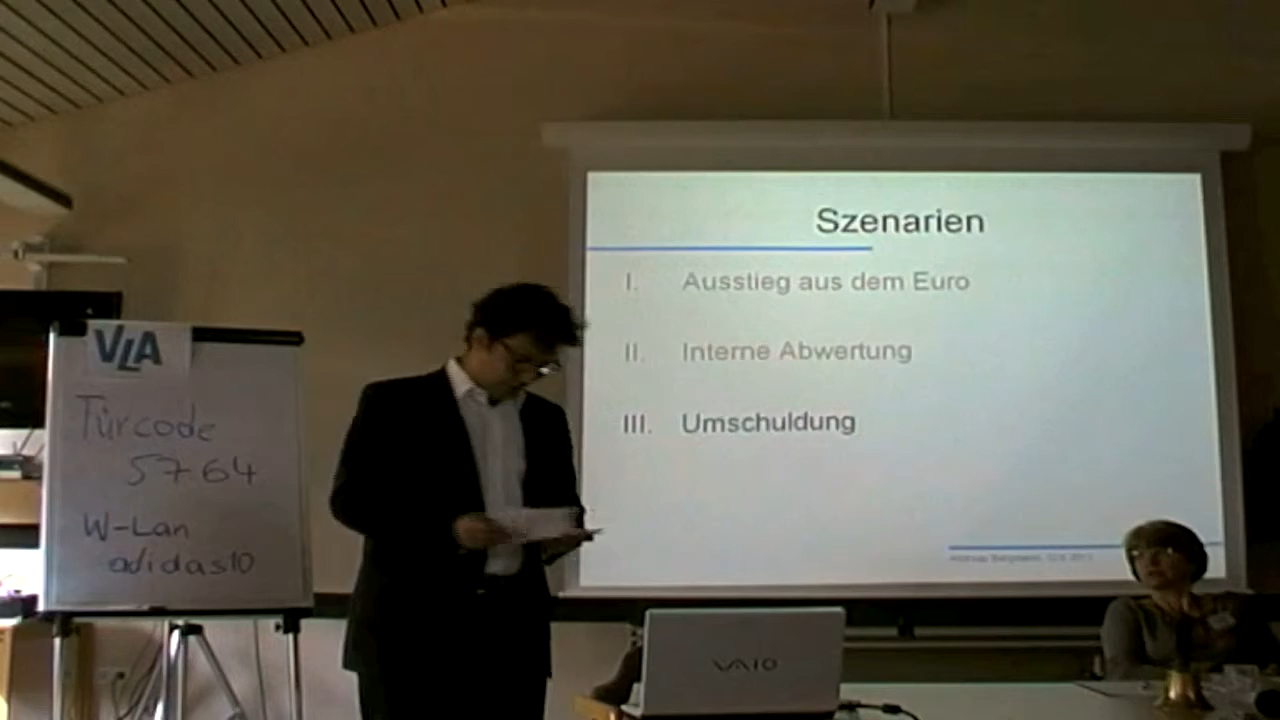 VLA
Türcode
5764
W-Lan
adidas10
Szenarien
I. Ausstieg aus dem Euro
II. Interne Abwertung
III. Umschuldung
VAIO